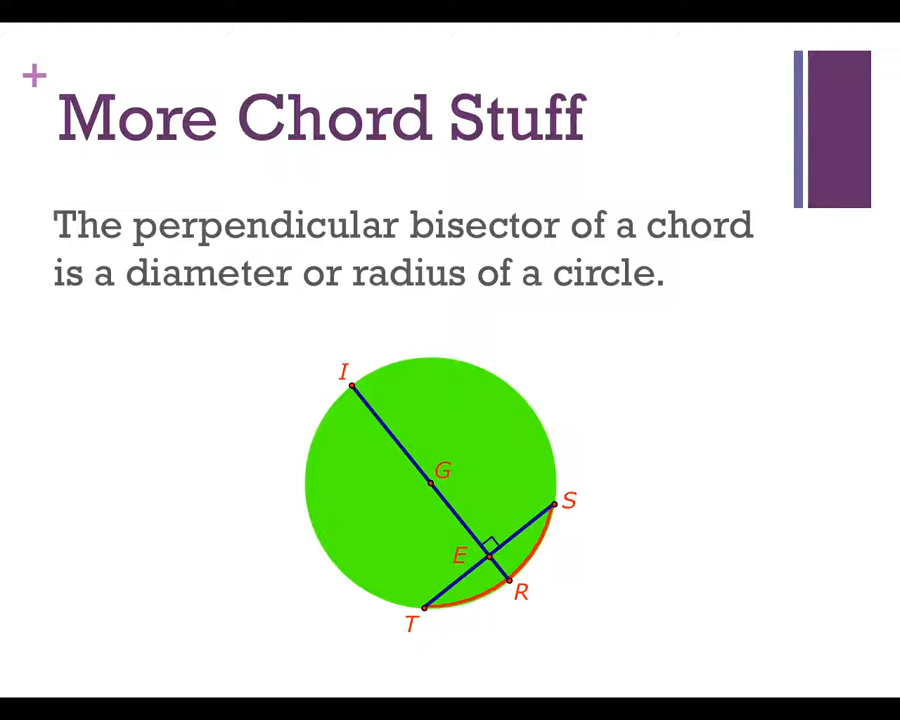 +
More Chord Stuff
The perpendicular bisector of a chord
is a diameter or radius of a circle.
I
G
S
E
R
T